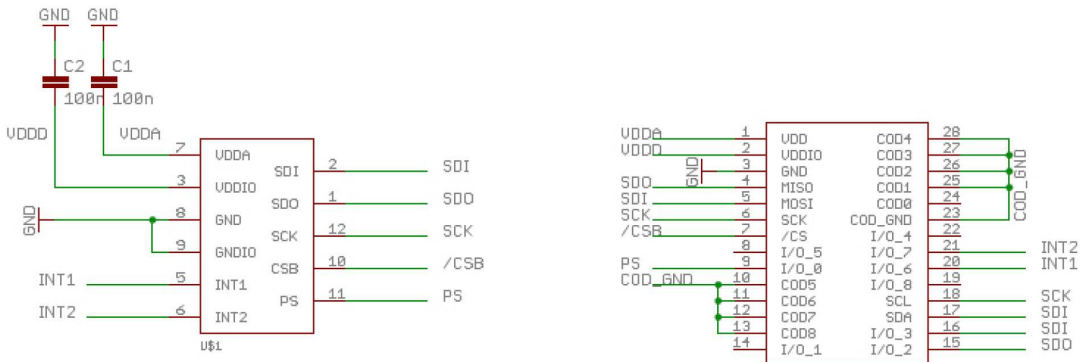 GND GND
C2 C1
100n 100n
VDDD VDDA
7 VDDA
3 VDDIO
GND 8 GND
9 GNDIO
INT1 5 INT1
INT2 6 INT2
SDI 2 SDI
SDO 1 SDO
SCK 12 SCK
CSB 10 /CSB
PS 11 PS
U$1
VDDA 1 VDD
VDDD 2 VDDIO
GND 3 GND
SDO 4 MISO
SDI 5 MOSI
SCK 6 SCK
/CSB 7 /CS
8 I/O_5
PS 9 I/O_0
COD_GND 10 COD5
11 COD6
12 COD7
13 COD8
14 I/O_1
COD4 28
COD3 27
COD2 26
COD1 25
COD0 24
COD_GND 23
COD_GND
I/O_4 22
I/O_7 21 INT2
I/O_6 20 INT1
I/O_8 19
SCL 18 SCK
SDA 17 SDI
I/O_3 16 SDI
I/O_2 15 SDO